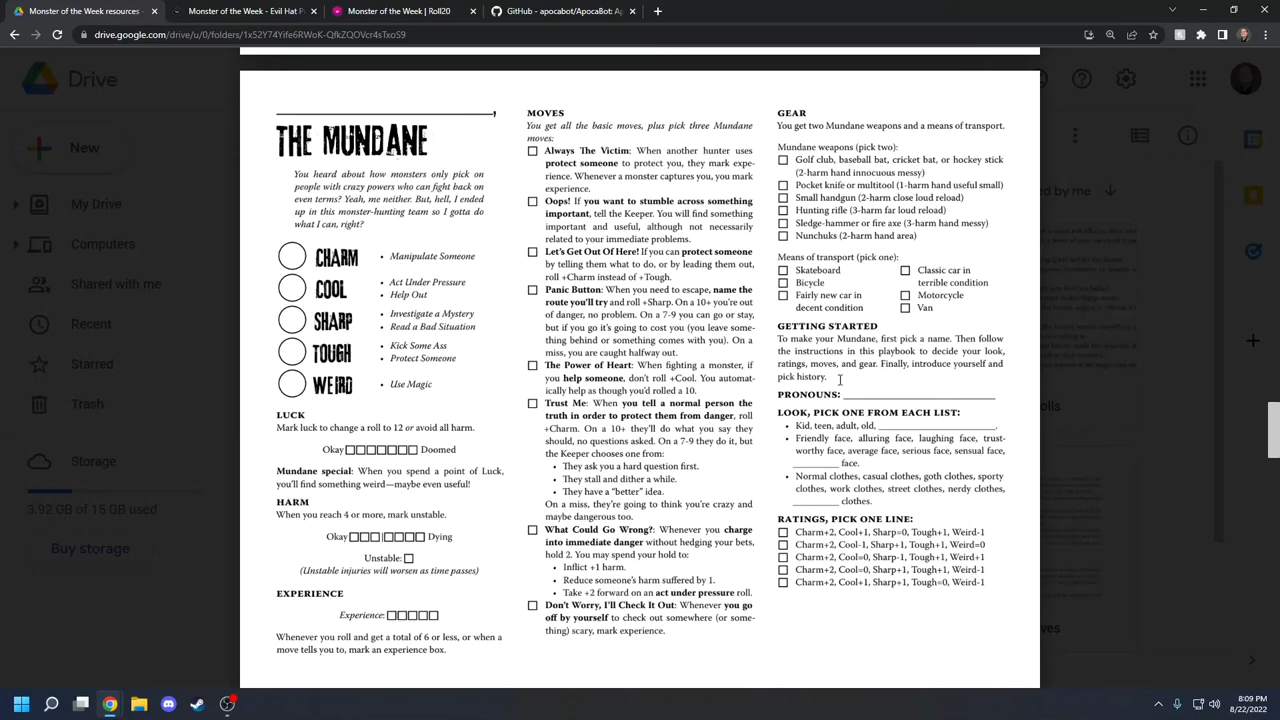 Github - BoccobPor
drive.google.com/drive/u/0/folders/1x52Y74Yife6RWoK-QfkZQOVcr4sTxoS9
New
My Drive
Computers
Recent
Trash
Storage
3.92 GB of 15 GB used
Buy storage
THE MUNDANE
You heard about how monsters only pick on
people with crazy powers who can fight back on
even terms? Yeah, me neither. But, hell, I ended
up in this monster-hunting team so I gotta do
what I can, right?
CHARM • Manipulate Someone
COOL • Act Under Pressure
• Help Out
SHARP • Investigate a Mystery
• Read a Bad Situation
TOUGH • Kick Some Ass
• Protect Someone
WEIRD • Use Magic
LUCK
Mark luck to change a roll to 12 or avoid all harm.
Okay Doomed
Mundane special: When you spend a point of Luck,
you'll find something weird—maybe even useful!
HARM
When you reach 4 or more, mark unstable.
Okay Dying
Unstable:
(Unstable injuries will worsen as time passes)
EXPERIENCE
Experience:
Whenever you roll and get a total of 6 or less, or when a
move tells you to, mark an experience box.
MOVES
You get all the basic moves, plus pick three Mundane
moves:
Always The Victim: When another hunter uses
protect someone to protect you, they mark expe-
rience. Whenever a monster captures you, you mark
experience.
Oops! If you want to stumble across something
important, tell the Keeper. You will find something
important and useful, although not necessarily
related to your immediate problems.
Let's Get Out Of Here! If you can protect someone
by telling them what to do, or by leading them out,
roll +Charm instead of +Tough.
Panic Button: When you need to escape, name the
route you'll try and roll +Sharp. On a 10+ you're out
of danger, no problem. On a 7-9 you can go or stay,
but if you go it's going to cost you (you leave some-
thing behind or something comes with you). On a
miss, you are caught halfway out.
The Power of Heart: When fighting a monster, if
you help someone, don't roll +Cool. You automat-
ically help as though you'd rolled a 10.
Trust Me: When you tell a normal person the
truth in order to protect them from danger, roll
+Charm. On a 10+ they'll do what you say they
should, no questions asked. On a 7-9 they do it, but
the Keeper chooses one from:
• They ask you a hard question first.
• They stall and dither a while.
• They have a “better” idea.
On a miss, they're going to think you're crazy and
maybe dangerous too.
What Could Go Wrong?: Whenever you charge
into immediate danger without hedging your bets,
hold 2. You may spend your hold to:
• Inflict +1 harm.
• Reduce someone's harm suffered by 1.
• Take +2 forward on an act under pressure roll.
Don't Worry, I'll Check It Out: Whenever you go
off by yourself to check out somewhere (or some-
thing) scary, mark experience.
GEAR
You get two Mundane weapons and a means of transport.
Mundane weapons (pick two):
Golf club, baseball bat, cricket bat, or hockey stick
(2-harm hand innocuous messy)
Pocket knife or multitool (1-harm hand useful small)
Small handgun (2-harm close loud reload)
Hunting rifle (3-harm far loud reload)
Sledge-hammer or fire axe (3-harm hand messy)
Nunchuks (2-harm hand area)
Means of transport (pick one):
Skateboard
Bicycle
Fairly new car in
decent condition
Classic car in
terrible condition
Motorcycle
Van
GETTING STARTED
To make your Mundane, first pick a name. Then follow
the instructions in this playbook to decide your look,
ratings, moves, and gear. Finally, introduce yourself and
pick history.
PRONOUNS: ____________________
LOOK, PICK ONE FROM EACH LIST:
• Kid, teen, adult, old, ____________________.
• Friendly face, alluring face, laughing face, trust-
worthy face, average face, serious face, sensual face,
__________ face.
• Normal clothes, casual clothes, goth clothes, sporty
clothes, work clothes, street clothes, nerdy clothes,
__________ clothes.
RATINGS, PICK ONE LINE:
Charm+2, Cool+1, Sharp=0, Tough+1, Weird-1
Charm+2, Cool-1, Sharp+1, Tough+1, Weird=0
Charm+2, Cool=0, Sharp-1, Tough+1, Weird+1
Charm+2, Cool=0, Sharp+1, Tough+1, Weird-1
Charm+2, Cool+1, Sharp+1, Tough=0, Weird-1
8:09 PM
8/22/2022